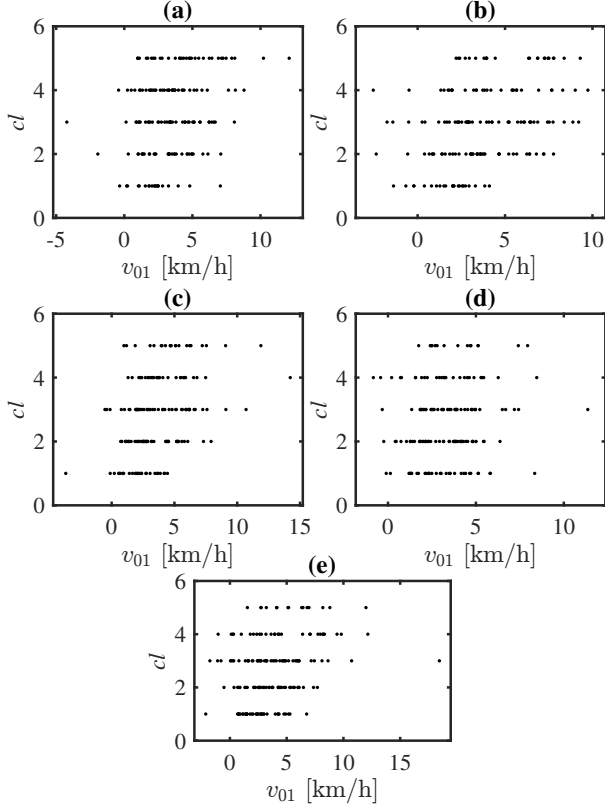 (a) (b)
6 6
4 4
cl cl
2 2
0 0
-5 0 5 10 0 5 10
v01 [km/h] v01 [km/h]
(c) (d)
6 6
4 4
cl cl
2 2
0 0
0 5 10 15 0 5 10
v01 [km/h] v01 [km/h]
(e)
6
4
cl
2
0
0 5 10 15
v01 [km/h]